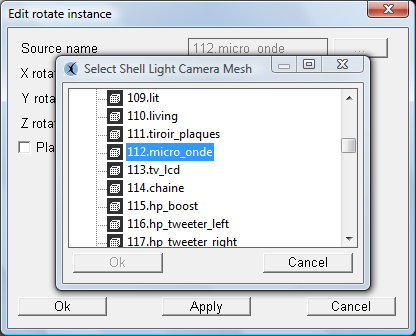 Edit rotate instance
Source name
112.micro_onde
...
Select Shell Light Camera Mesh
X rota
Y rota
Z rota
Pla
109.lit
110.living
111.tiroir_plaques
112.micro_onde
113.tv_lcd
114.chaine
115.hp_boost
116.hp_tweeter_left
117.hp_tweeter_right
Ok
Cancel
Ok
Apply
Cancel